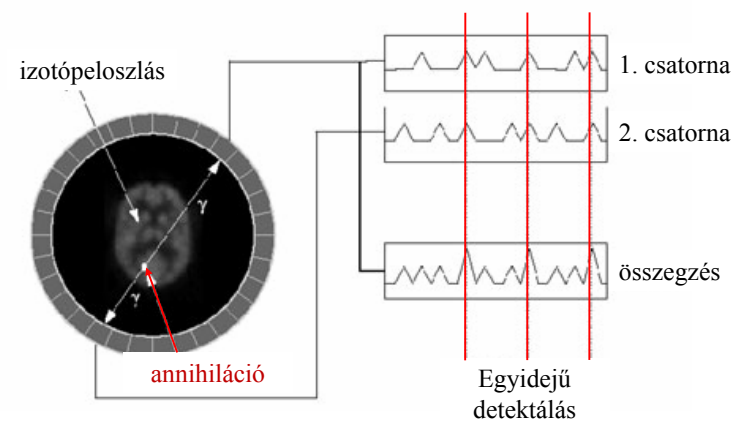 izotópeloszlás
γ
γ
annihiláció
1. csatorna
2. csatorna
összegzés
Egyidejű
detektálás